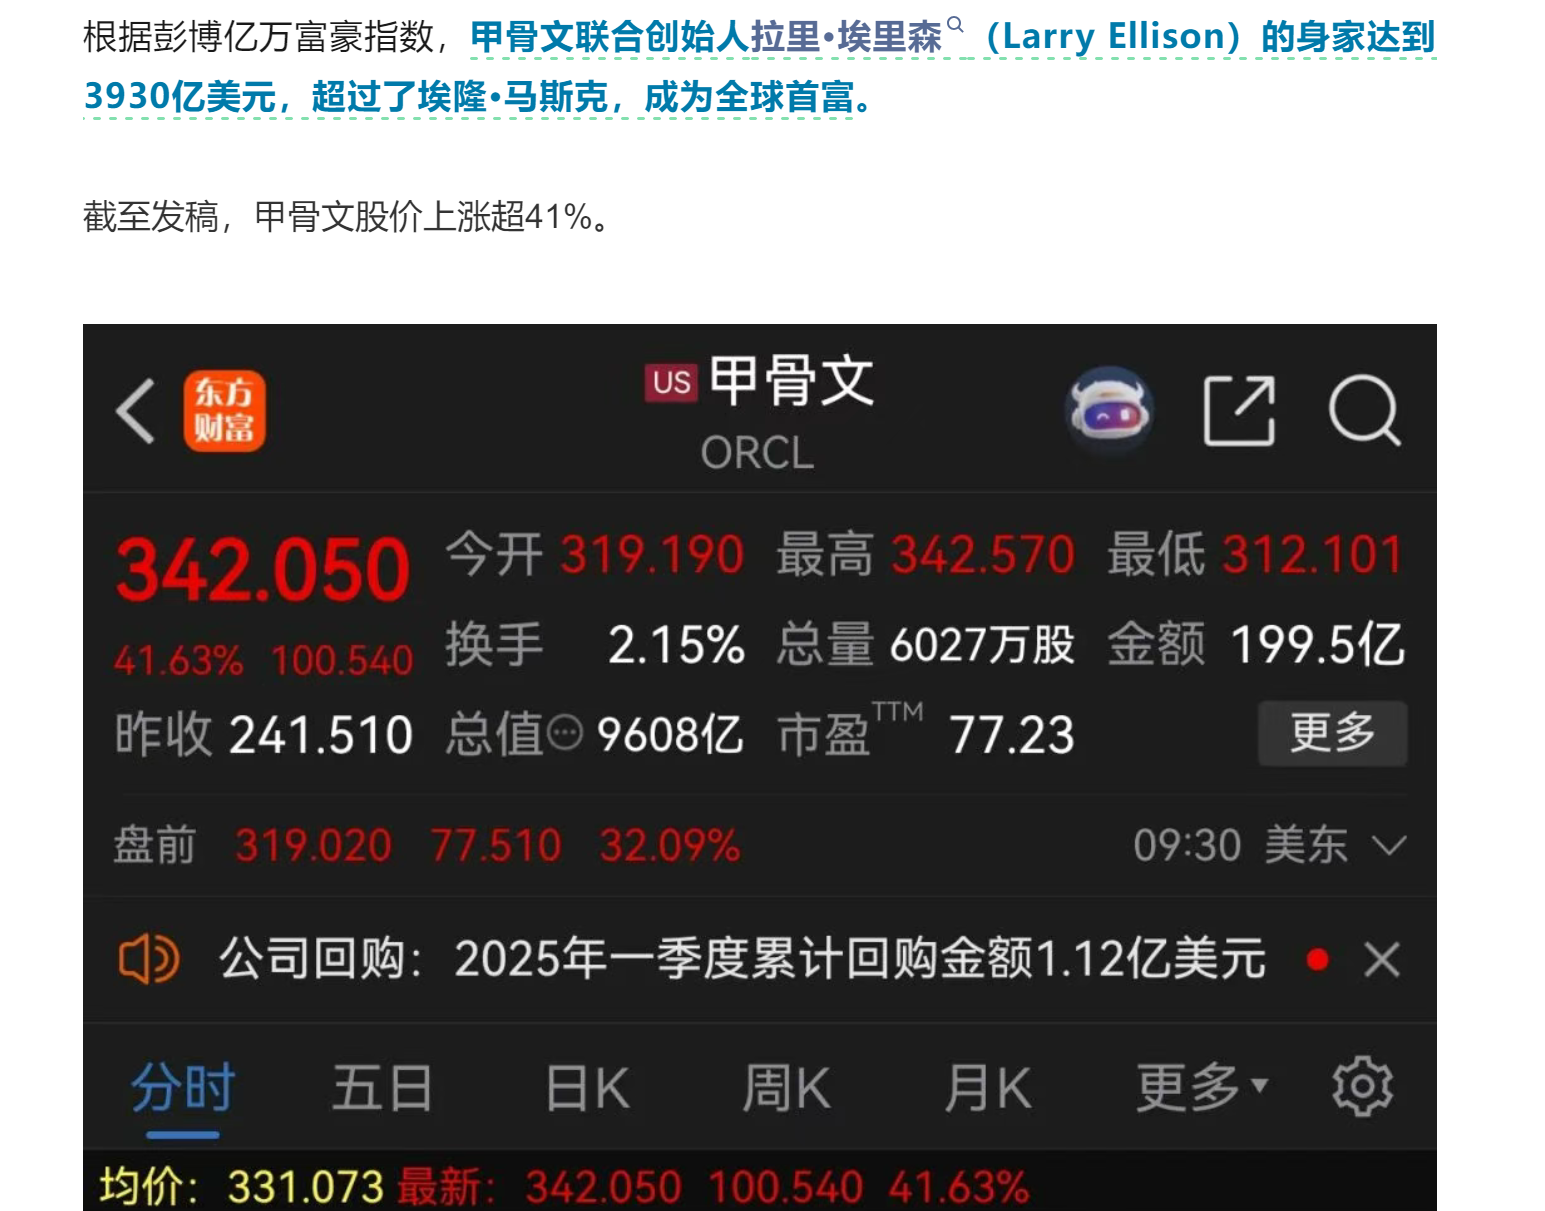 根据彭博亿万富豪指数，甲骨文联合创始人拉里•埃里森（Larry Ellison）的身家达到
3930亿美元，超过了埃隆•马斯克，成为全球首富。
截至发稿，甲骨文股价上涨超41%。
东方
财富
US 甲骨文
ORCL
342.050 今开 319.190 最高 342.570 最低 312.101
41.63% 100.540 换手 2.15% 总量 6027万股 金额 199.5亿
昨收 241.510 总值 9608亿 市盈TTM 77.23 更多
盘前 319.020 77.510 32.09% 09:30 美东
公司回购：2025年一季度累计回购金额1.12亿美元
分时 五日 日K 周K 月K 更多
均价：331.073 最新：342.050 100.540 41.63%